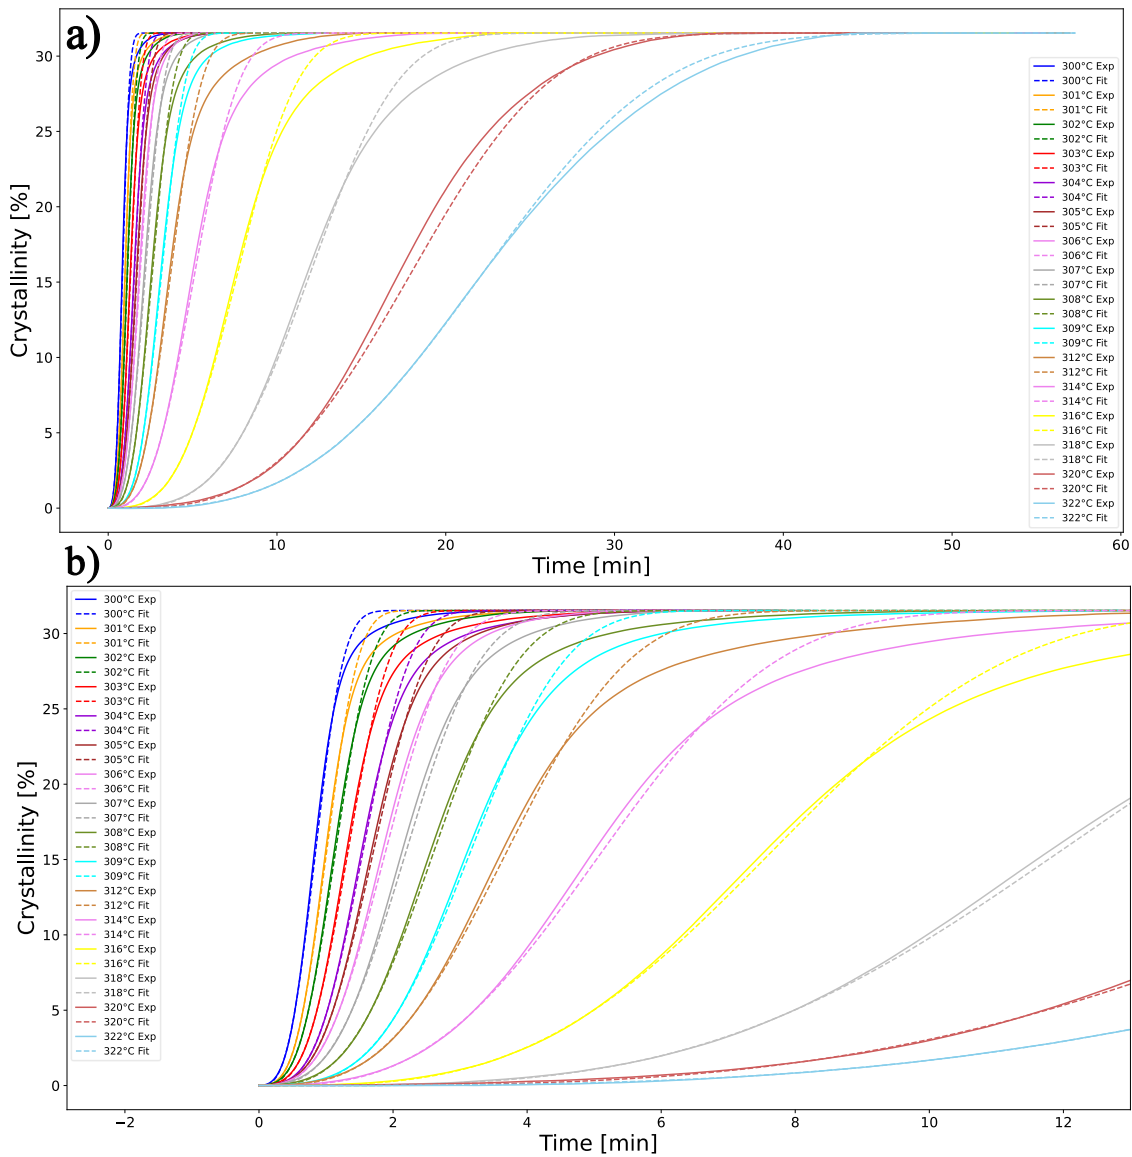 a)
30
25
20
15
10
5
0
Crystallinity [%]
300°C Exp
300°C Fit
301°C Exp
301°C Fit
302°C Exp
302°C Fit
303°C Exp
303°C Fit
304°C Exp
304°C Fit
305°C Exp
305°C Fit
306°C Exp
306°C Fit
307°C Exp
307°C Fit
308°C Exp
308°C Fit
309°C Exp
309°C Fit
312°C Exp
312°C Fit
314°C Exp
314°C Fit
316°C Exp
316°C Fit
318°C Exp
318°C Fit
320°C Exp
320°C Fit
322°C Exp
322°C Fit
0 10 20 30 40 50 60
Time [min]
b)
300°C Exp
300°C Fit
301°C Exp
301°C Fit
302°C Exp
302°C Fit
303°C Exp
303°C Fit
304°C Exp
304°C Fit
305°C Exp
305°C Fit
306°C Exp
306°C Fit
307°C Exp
307°C Fit
308°C Exp
308°C Fit
309°C Exp
309°C Fit
312°C Exp
312°C Fit
314°C Exp
314°C Fit
316°C Exp
316°C Fit
318°C Exp
318°C Fit
320°C Exp
320°C Fit
322°C Exp
322°C Fit
30
25
20
15
10
5
0
Crystallinity [%]
−2 0 2 4 6 8 10 12
Time [min]